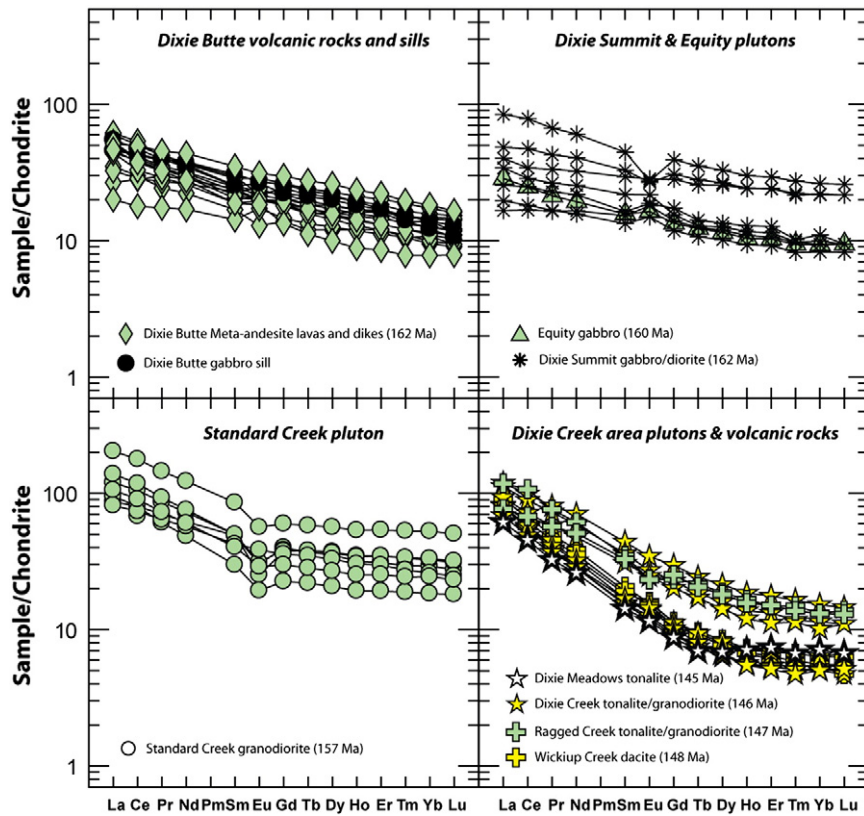 Dixie Butte volcanic rocks and sills
Dixie Summit & Equity plutons
Sample/Chondrite
100
10
1
Dixie Butte Meta-andesite lavas and dikes (162 Ma)
Dixie Butte gabbro sill
Equity gabbro (160 Ma)
Dixie Summit gabbro/diorite (162 Ma)
Standard Creek pluton
Dixie Creek area plutons & volcanic rocks
Sample/Chondrite
100
10
1
Standard Creek granodiorite (157 Ma)
Dixie Meadows tonalite (145 Ma)
Dixie Creek tonalite/granodiorite (146 Ma)
Ragged Creek tonalite/granodiorite (147 Ma)
Wickiup Creek dacite (148 Ma)
La Ce Pr Nd Pm Sm Eu Gd Tb Dy Ho Er Tm Yb Lu
La Ce Pr Nd Pm Sm Eu Gd Tb Dy Ho Er Tm Yb Lu